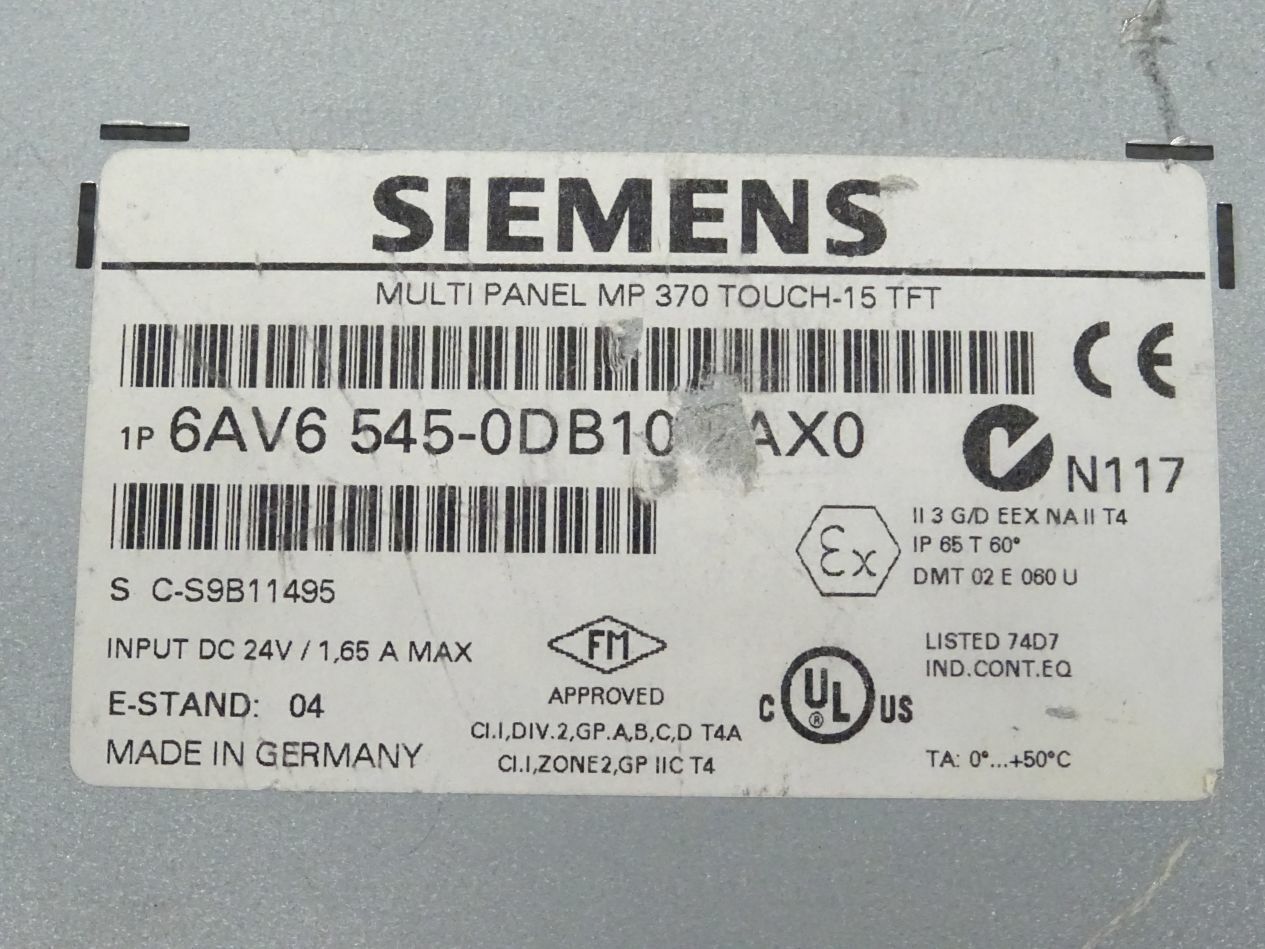 SIEMENS
MULTI PANEL MP 370 TOUCH-15 TFT
CE
1P 6AV6 545-0DB10 AX0
N117
Ex
II 3 G/D EEX NA II T4
IP 65 T 60°
DMT 02 E 060 U
S C-S9B11495
INPUT DC 24V / 1,65 A MAX
E-STAND: 04
MADE IN GERMANY
FM
APPROVED
CI.I,DIV.2,GP.A,B,C,D T4A
CI.I,ZONE2,GP IIC T4
C UL ® US
LISTED 74D7
IND.CONT.EQ
TA: 0°...+50°C